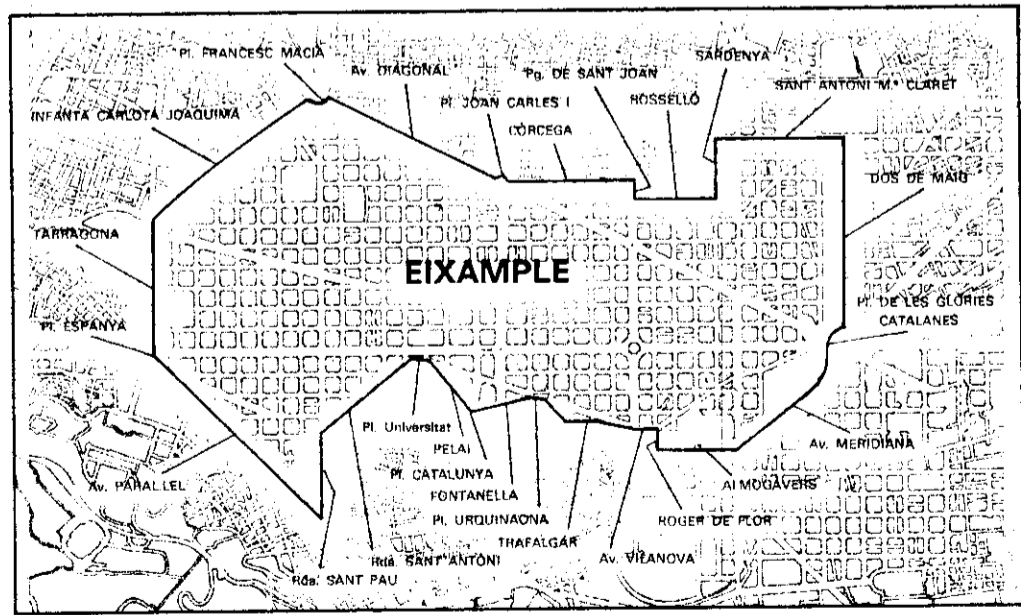 Pl. FRANCESC MACIA
Av. DIAGONAL
Pg. DE SANT JOAN
SARDENYA
INFANTA CARLOTA JOAQUIMA
Pl. JOAN CARLES I
ROSSELLÓ
SANT ANTONI M.ª CLARET
CÒRCEGA
DOS DE MAIG
TARRAGONA
EIXAMPLE
Pl. ESPANYA
Pl. DE LES GLÒRIES
CATALANES
Pl. Universitat
PELAI
Av. MERIDIANA
Pl. CATALUNYA
Av. PARAL.LEL
FONTANELLA
ALMOGÀVERS
Pl. URQUINAONA
ROGER DE FLOR
TRAFALGAR
Rda. SANT ANTONI
Av. VILANOVA
Rda. SANT PAU